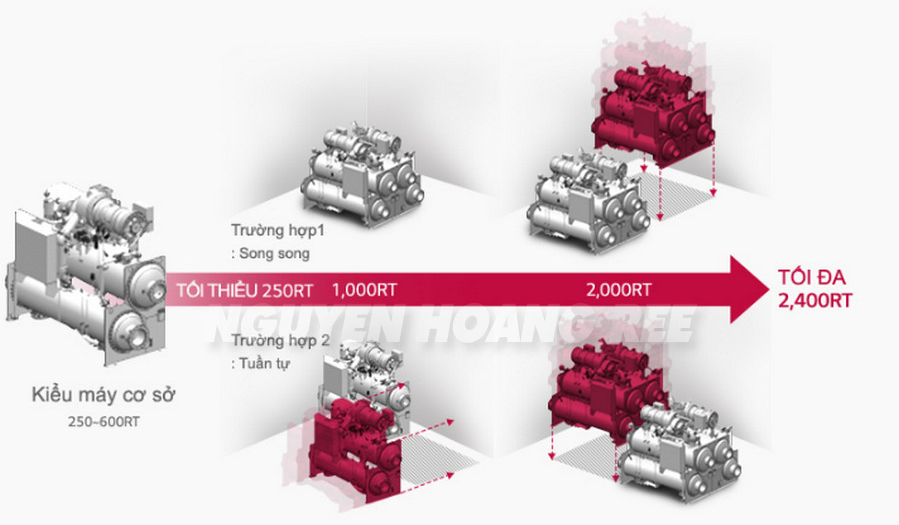 Trường hợp1
: Song song
TỐI THIỂU 250RT 1,000RT 2,000RT
TỐI ĐA
2,400RT
NGUYEN HOANG REE
Trường hợp 2
: Tuần tự
Kiểu máy cơ sở
250–600RT